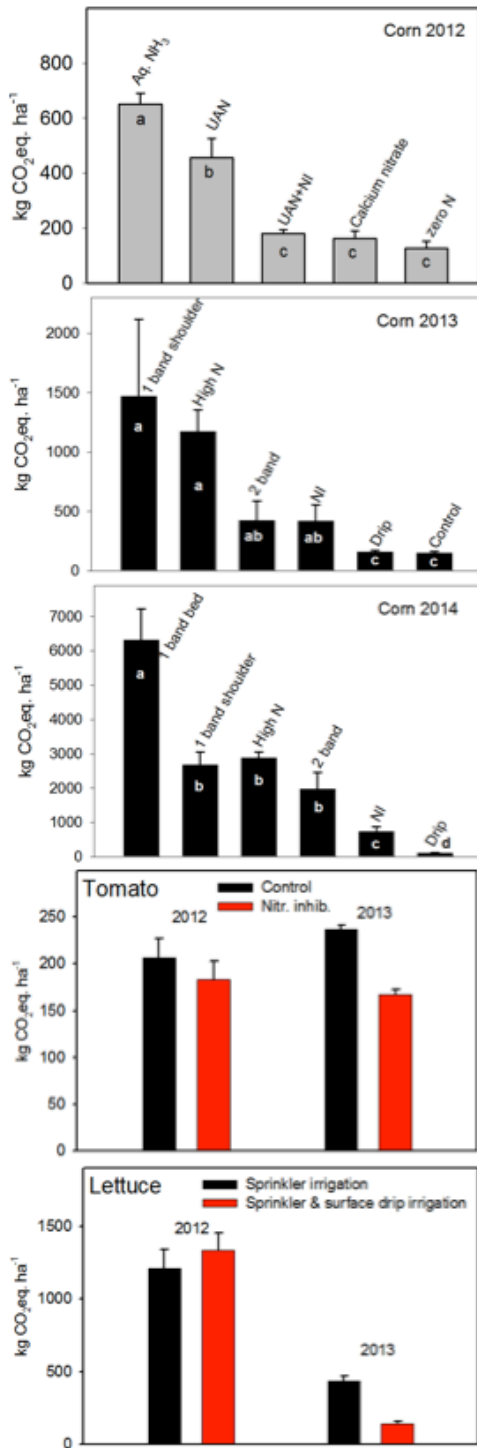 Corn 2012
kg CO₂eq. ha⁻¹
800
600
400
200
0
Aq. NH₃
UAN
UAN+NI
Calcium nitrate
zero N
a
b
c
c
c
Corn 2013
kg CO₂eq. ha⁻¹
2000
1500
1000
500
0
1 band shoulder
High N
2 band
NI
Drip
Control
a
a
ab
ab
c
c
Corn 2014
kg CO₂eq. ha⁻¹
7000
6000
5000
4000
3000
2000
1000
0
1 band bed
1 band shoulder
High N
2 band
NI
Drip
a
b
b
b
c
d
Tomato
Control
Nitr. inhib.
2012
2013
kg CO₂eq. ha⁻¹
250
200
150
100
50
0
Lettuce
Sprinkler irrigation
Sprinkler & surface drip irrigation
2012
2013
kg CO₂eq. ha⁻¹
1500
1000
500
0